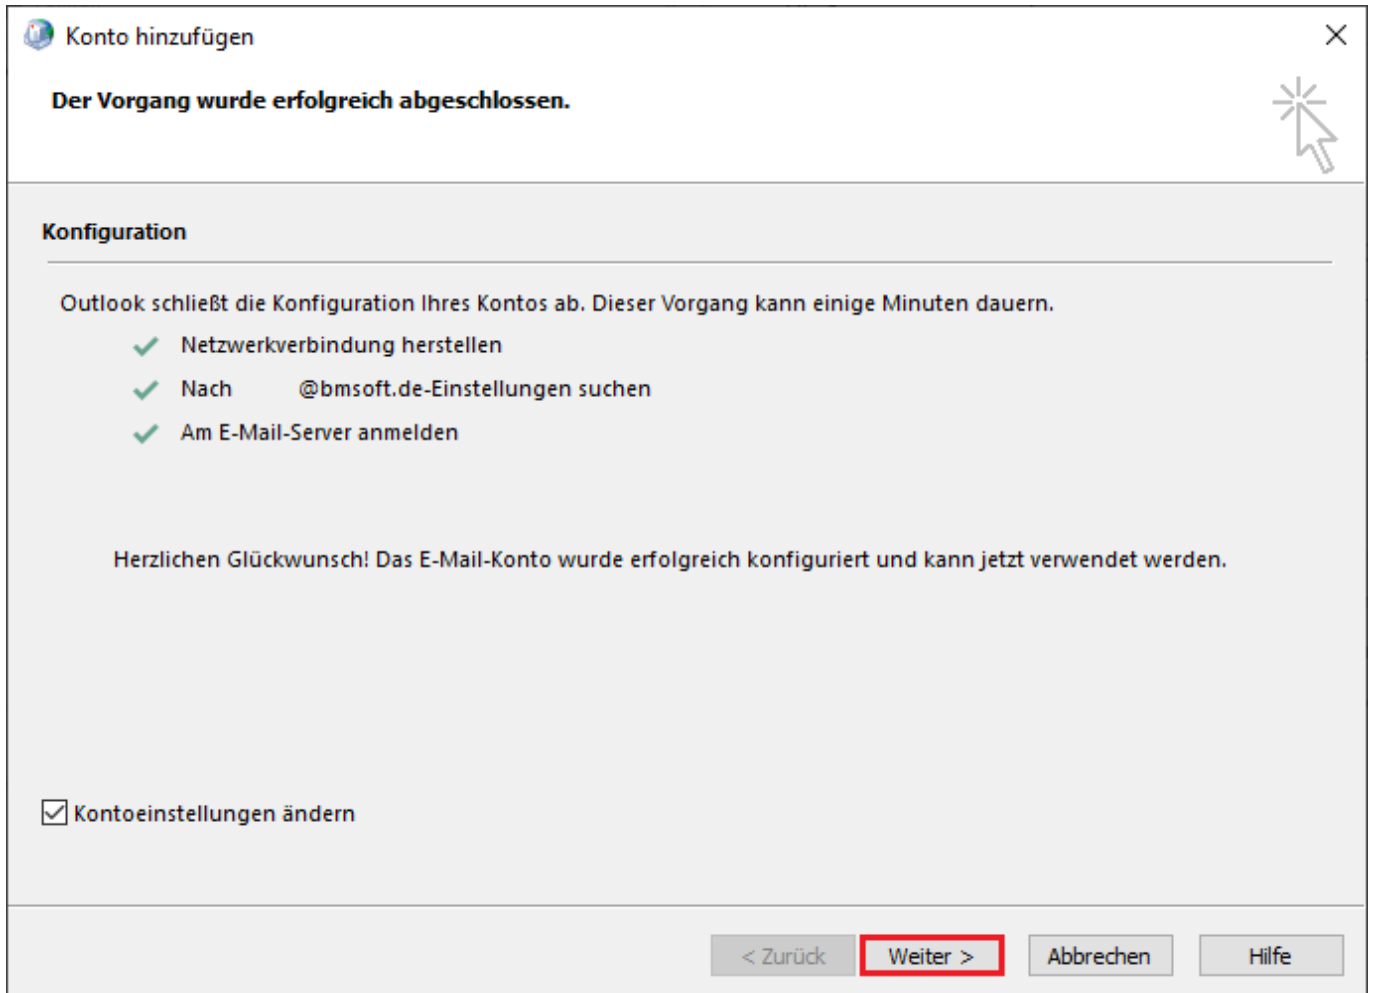 Konto hinzufügen
Der Vorgang wurde erfolgreich abgeschlossen.
Konfiguration
Outlook schließt die Konfiguration Ihres Kontos ab. Dieser Vorgang kann einige Minuten dauern.
Netzwerkverbindung herstellen
Nach @bmsoft.de-Einstellungen suchen
Am E-Mail-Server anmelden
Herzlichen Glückwunsch! Das E-Mail-Konto wurde erfolgreich konfiguriert und kann jetzt verwendet werden.
Kontoeinstellungen ändern
< Zurück Weiter > Abbrechen Hilfe